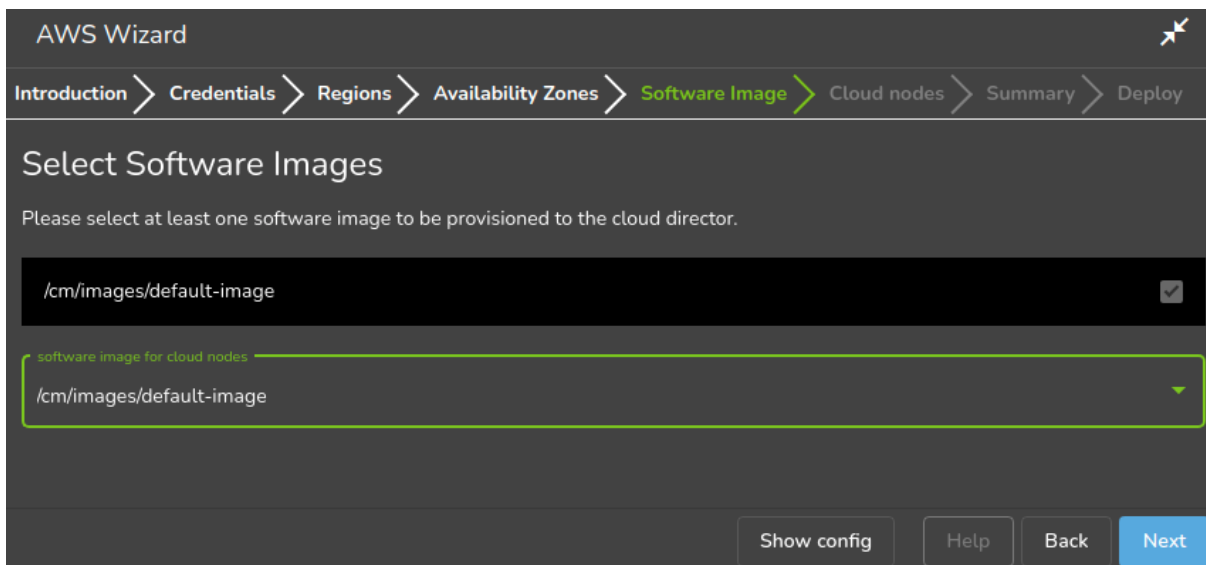 AWS Wizard
Introduction Credentials Regions Availability Zones Software Image Cloud nodes Summary Deploy
Select Software Images
Please select at least one software image to be provisioned to the cloud director.
/cm/images/default-image
software image for cloud nodes
/cm/images/default-image
Show config Help Back Next